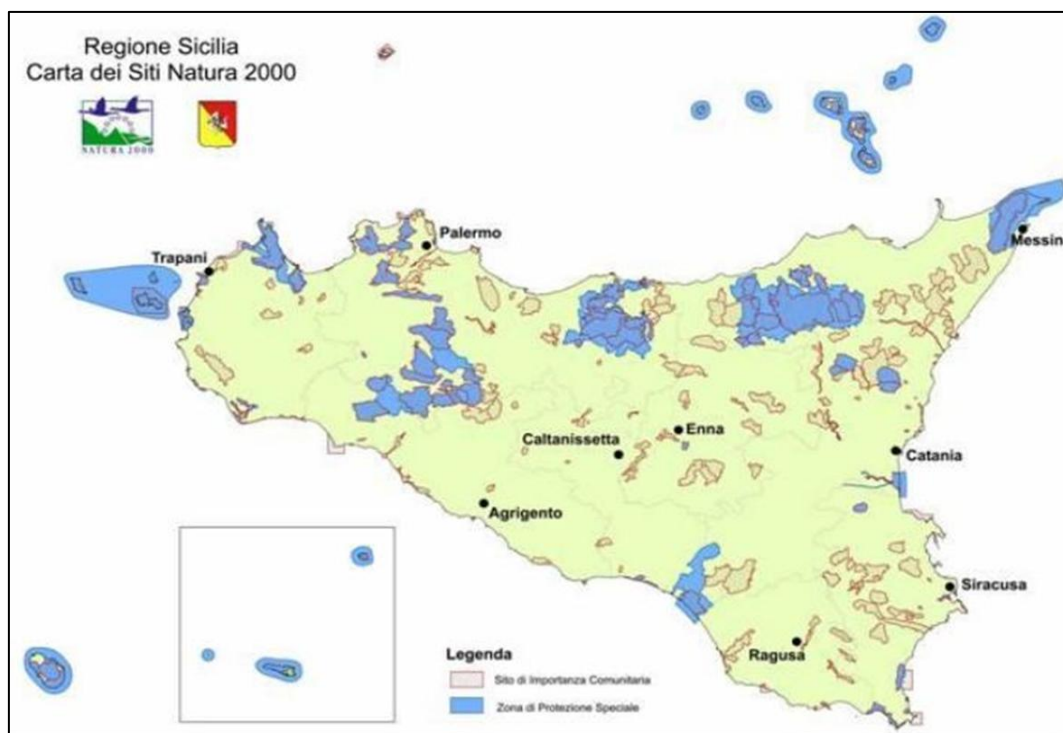 Regione Sicilia
Carta dei Siti Natura 2000
NATURA 2000
Palermo
Trapani
Messin
Enna
Caltanissetta
Catania
Agrigento
Siracusa
Ragusa
Legenda
Sito di Importanza Comunitaria
Zona di Protezione Speciale